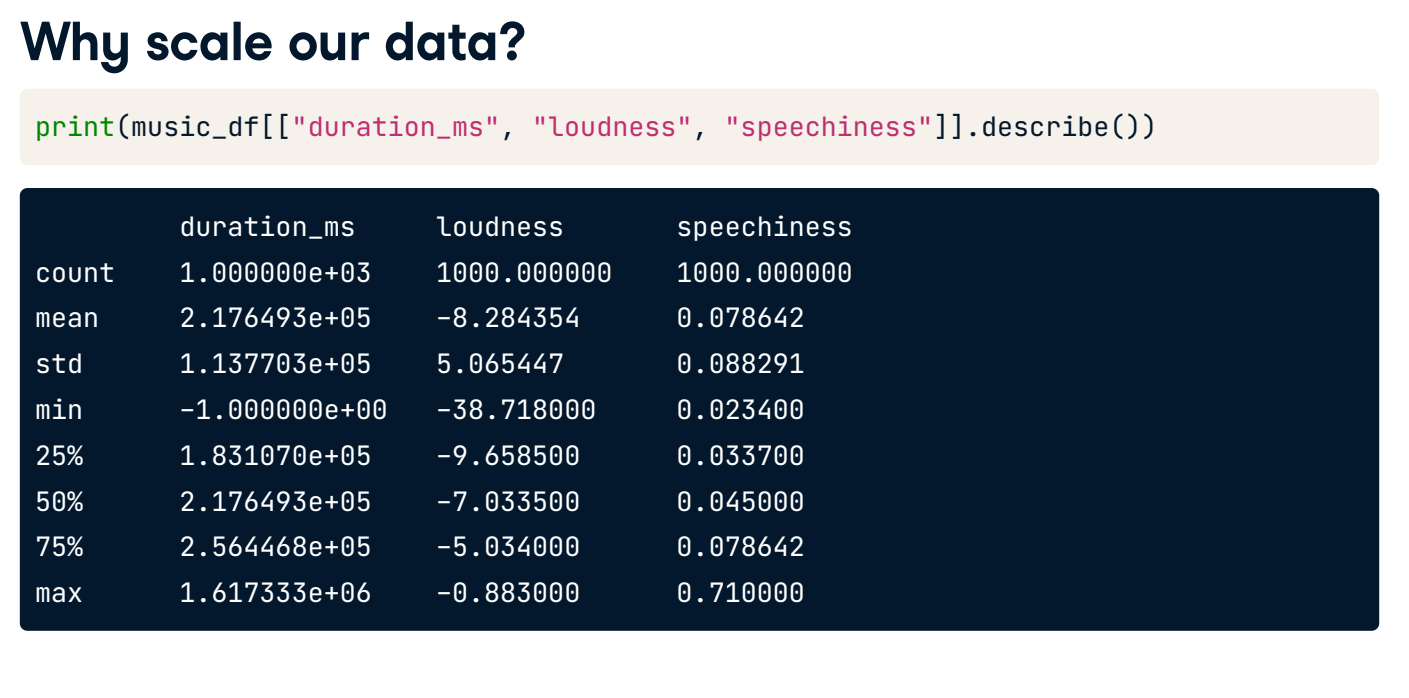 Why scale our data?
print(music_df[["duration_ms", "loudness", "speechiness"]].describe())
duration_ms loudness speechiness
count 1.000000e+03 1000.000000 1000.000000
mean 2.176493e+05 -8.284354 0.078642
std 1.137703e+05 5.065447 0.088291
min -1.000000e+00 -38.718000 0.023400
25% 1.831070e+05 -9.658500 0.033700
50% 2.176493e+05 -7.033500 0.045000
75% 2.564468e+05 -5.034000 0.078642
max 1.617333e+06 -0.883000 0.710000